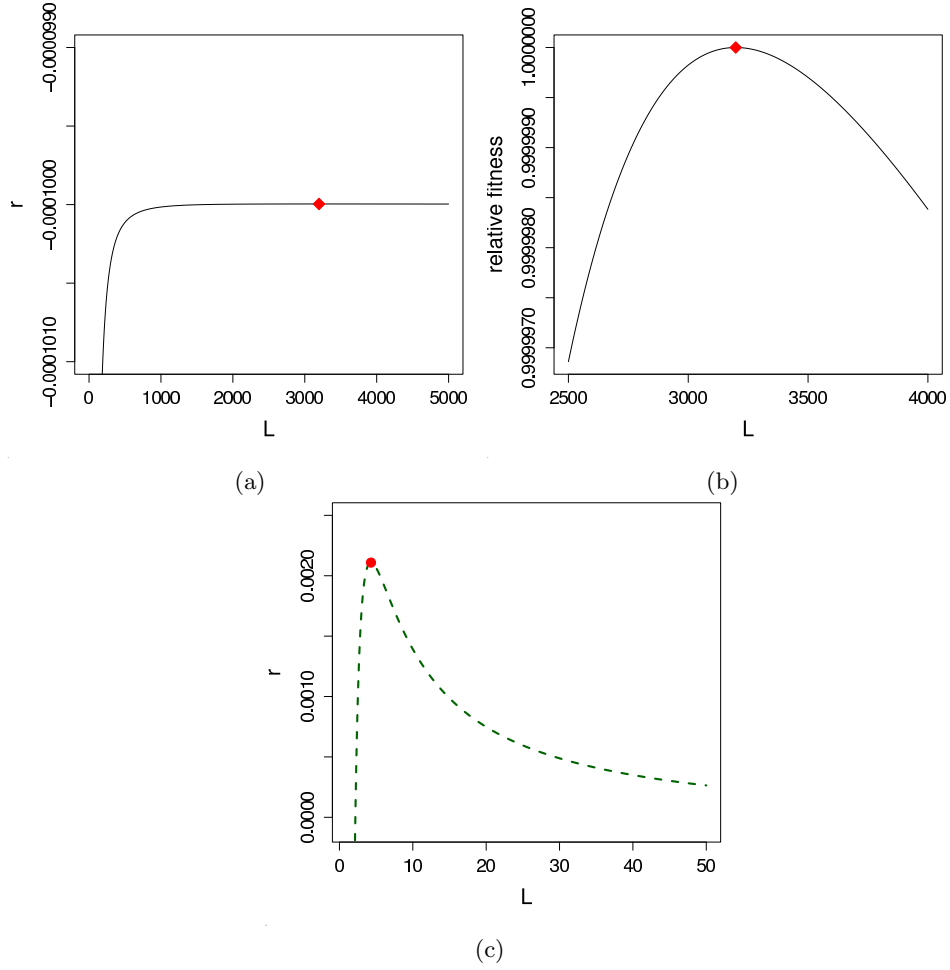 −0.0000990
−0.0001000
−0.0001010
r
0 1000 2000 3000 4000 5000
L
(a)
1.0000000
0.9999990
0.9999980
0.9999970
relative fitness
2500 3000 3500 4000
L
(b)
0.0020
0.0010
0.0000
r
0 10 20 30 40 50
L
(c)